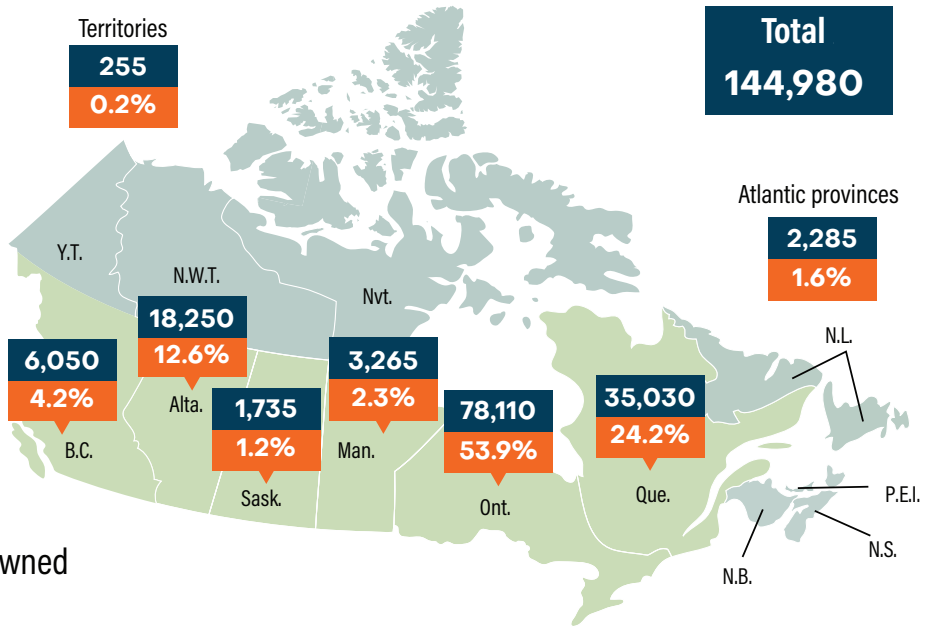 Territories
255
0.2%
Total
144,980
Atlantic provinces
2,285
1.6%
Y.T.
N.W.T.
Nvt.
N.L.
6,050
4.2%
B.C.
18,250
12.6%
Alta.
1,735
1.2%
Sask.
3,265
2.3%
Man.
78,110
53.9%
Ont.
35,030
24.2%
Que.
P.E.I.
N.S.
N.B.
wned